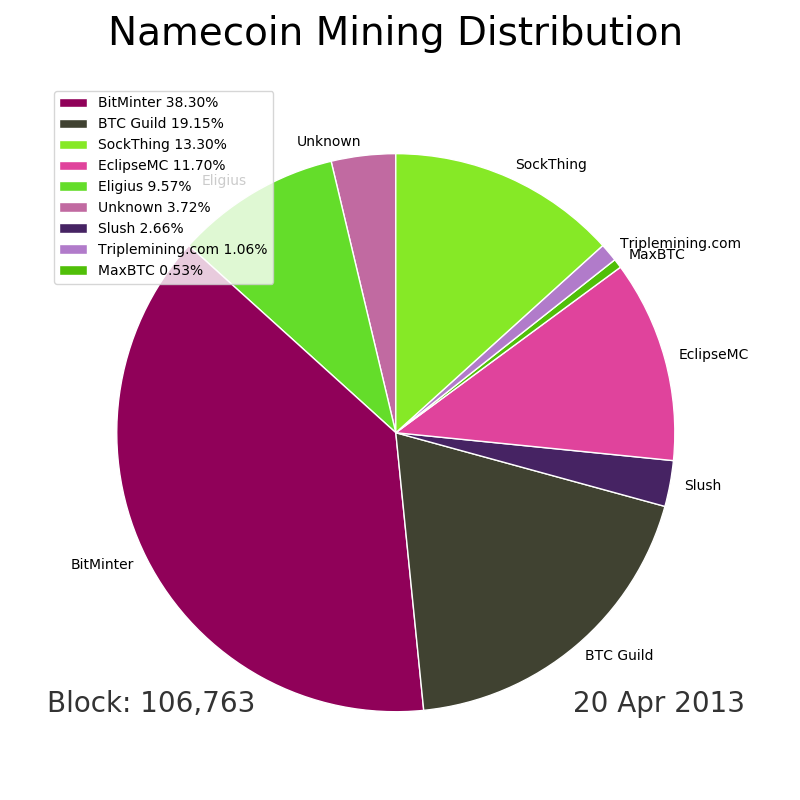 Namecoin Mining Distribution
BitMinter 38.30%
BTC Guild 19.15%
SockThing 13.30%
EclipseMC 11.70%
Eligius 9.57%
Unknown 3.72%
Slush 2.66%
Triplemining.com 1.06%
MaxBTC 0.53%
Unknown
SockThing
Eligius
Triplemining.com
MaxBTC
EclipseMC
Slush
BitMinter
BTC Guild
Block: 106,763
20 Apr 2013